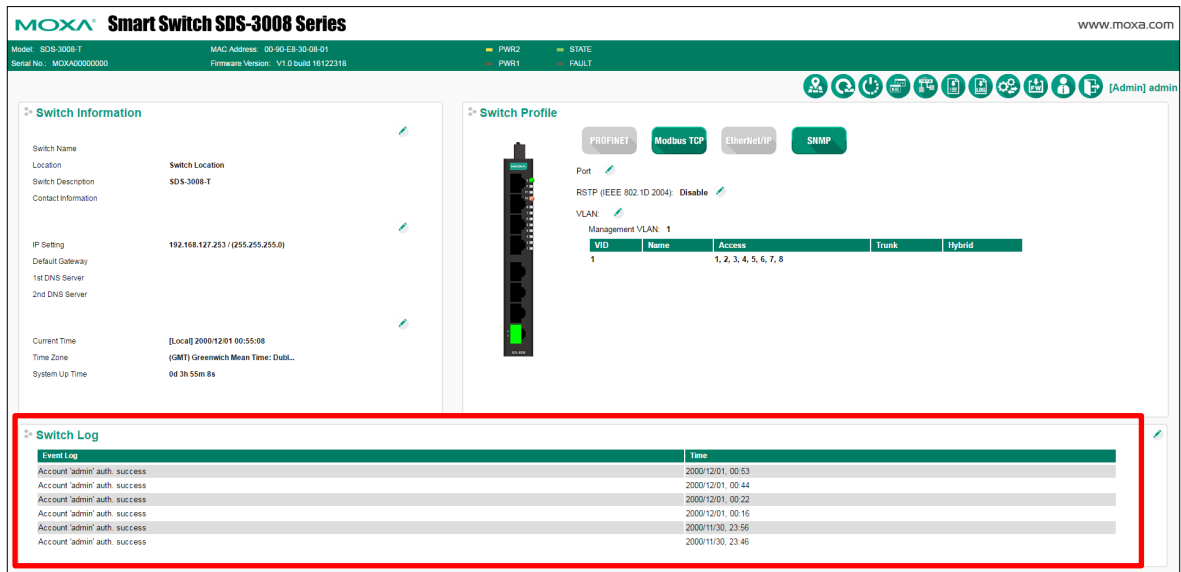 MOXA Smart Switch SDS-3008 Series www.moxa.com
Model: SDS-3008-T MAC Address: 00-90-E8-30-08-01 PWR2 STATE
Serial No.: MOXA00000000 Firmware Version: V1.0 build 16122318 PWR1 FAULT
[Admin] admin
Switch Information
Switch Name
Location Switch Location
Switch Description SDS-3008-T
Contact Information
IP Setting 192.168.127.253 / (255.255.255.0)
Default Gateway
1st DNS Server
2nd DNS Server
Current Time [Local] 2000/12/01 00:55:08
Time Zone (GMT) Greenwich Mean Time: Dubl...
System Up Time 0d 3h 55m 8s
Switch Profile
PROFINET Modbus TCP EtherNet/IP SNMP
Port
RSTP (IEEE 802.1D 2004): Disable
VLAN:
Management VLAN: 1
VID Name Access Trunk Hybrid
1 1, 2, 3, 4, 5, 6, 7, 8
Switch Log
Event Log Time
Account 'admin' auth. success 2000/12/01, 00:53
Account 'admin' auth. success 2000/12/01, 00:44
Account 'admin' auth. success 2000/12/01, 00:22
Account 'admin' auth. success 2000/12/01, 00:16
Account 'admin' auth. success 2000/11/30, 23:56
Account 'admin' auth. success 2000/11/30, 23:46